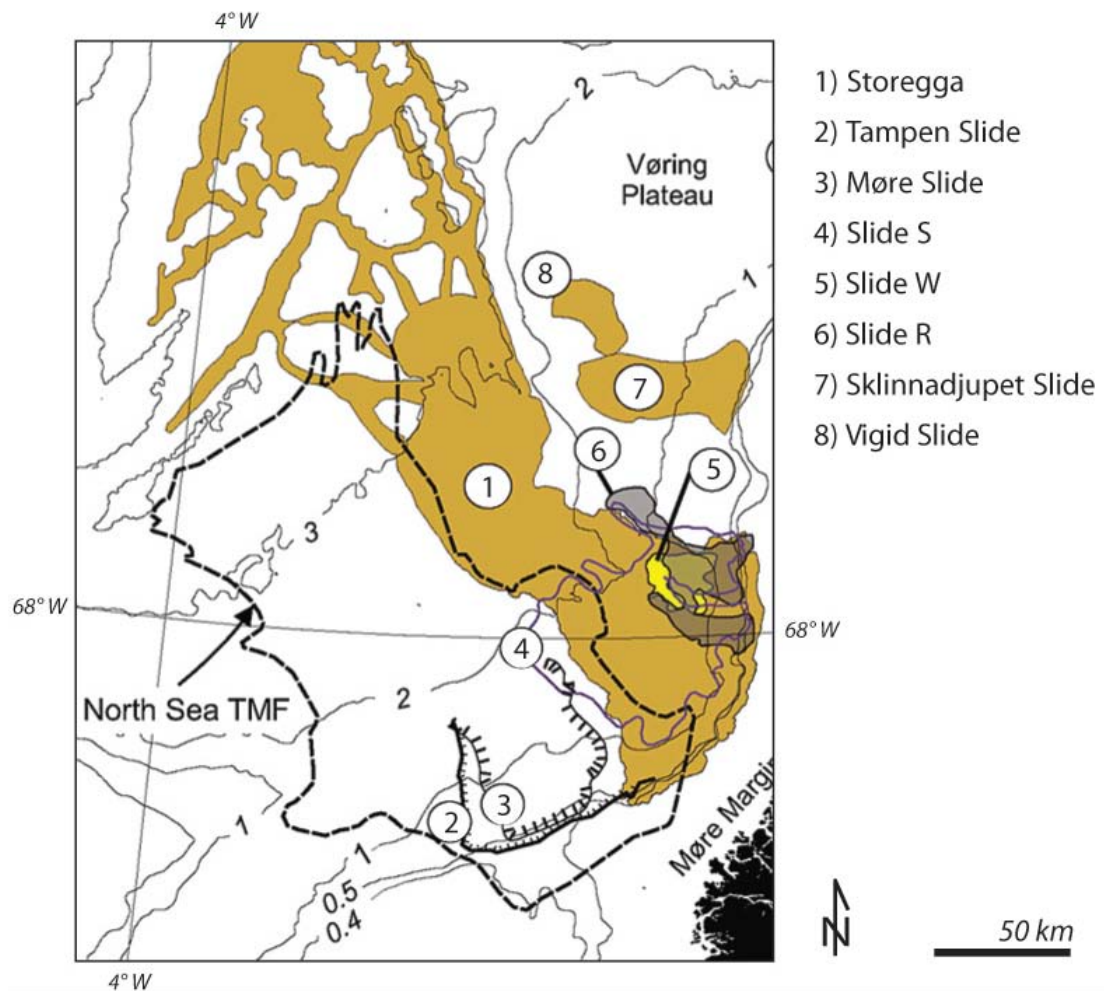 4° W
1) Storegga
2) Tampen Slide
3) Møre Slide
4) Slide S
5) Slide W
6) Slide R
7) Sklinnadjupet Slide
8) Vigid Slide
2
Vøring
Plateau
1
8
7
6
5
1
3
68° W
68° W
4
North Sea TMF
2
3
2
1
1
0.5
0.4
Møre Margin
N
50 km
4° W